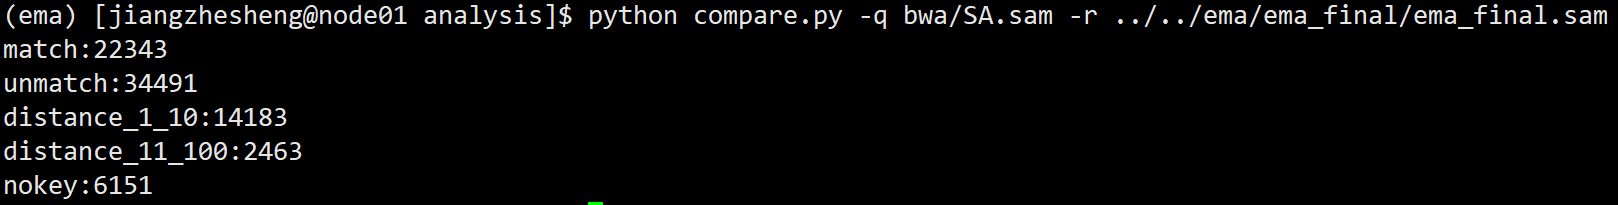 (ema) [jiangzhesheng@node01 analysis]$ python compare.py -q bwa/SA.sam -r ../../ema/ema_final/ema_final.sam
match:22343
unmatch:34491
distance_1_10:14183
distance_11_100:2463
nokey:6151